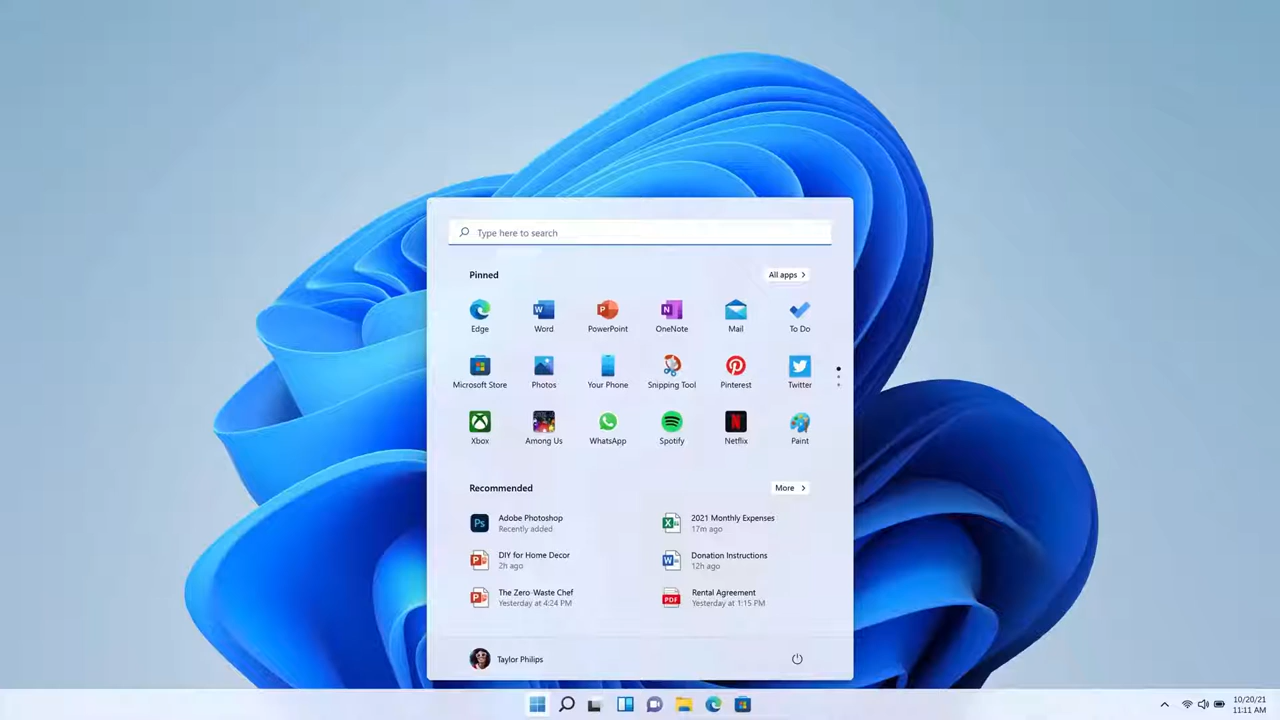 Type here to search
Pinned
All apps
Edge
Word
PowerPoint
OneNote
Mail
To Do
Microsoft Store
Photos
Your Phone
Snipping Tool
Pinterest
Twitter
Xbox
Among Us
WhatsApp
Spotify
Netflix
Paint
Recommended
More
Adobe Photoshop
Recently added
2021 Monthly Expenses
17m ago
DIY for Home Decor
2h ago
Donation Instructions
12h ago
The Zero-Waste Chef
Yesterday at 4:24 PM
Rental Agreement
Yesterday at 1:15 PM
Taylor Philips
10/20/21
11:11 AM